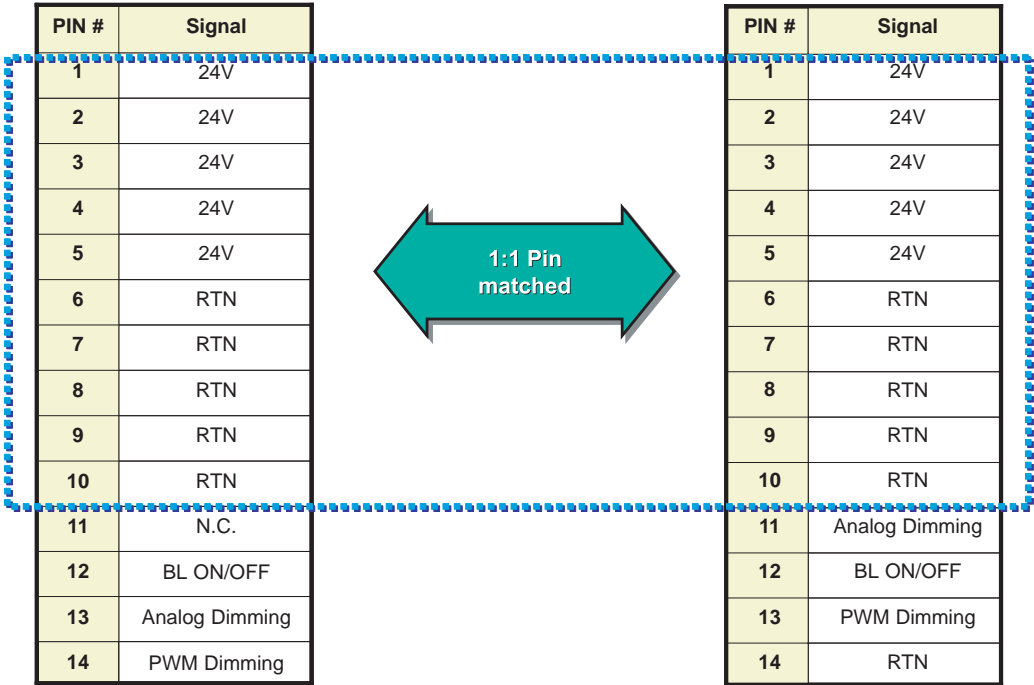 PIN # Signal
1 24V
2 24V
3 24V
4 24V
5 24V
6 RTN
7 RTN
8 RTN
9 RTN
10 RTN
11 N.C.
12 BL ON/OFF
13 Analog Dimming
14 PWM Dimming
1:1 Pin
matched
PIN # Signal
1 24V
2 24V
3 24V
4 24V
5 24V
6 RTN
7 RTN
8 RTN
9 RTN
10 RTN
11 Analog Dimming
12 BL ON/OFF
13 PWM Dimming
14 RTN